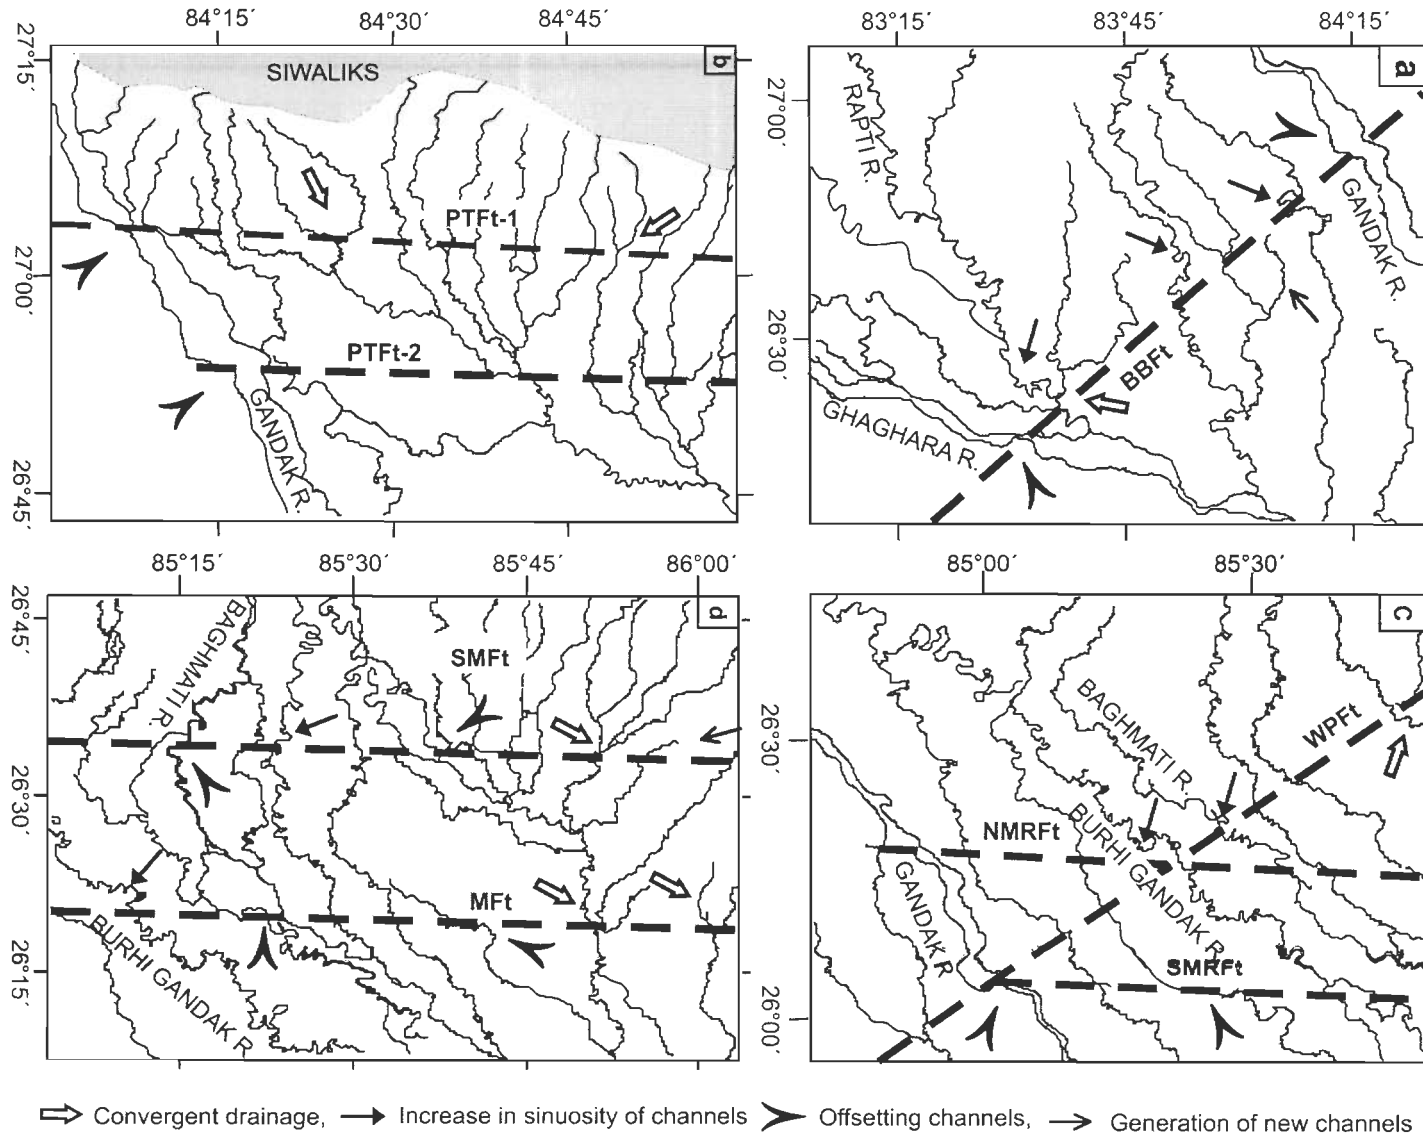 84°15´ 84°30´ 84°45´
b
27°15´
27°00´
26°45´
SIWALIKS
PTFt-1
PTFt-2
GANDAK R.
83°15´ 83°45´ 84°15´
a
27°00´
26°30´
RAPTI R.
GANDAK R.
BBFt
GHAGHARA R.
85°15´ 85°30´ 85°45´ 86°00´
d
26°45´
26°30´
26°15´
BAGHMATI R.
SMFt
MFt
BURHI GANDAK R
85°00´ 85°30´
c
26°30´
26°00´
BAGHMATI R.
WPFt
NMRFt
BURHI GANDAK R.
GANDAK R
SMRFt
Convergent drainage, Increase in sinuosity of channels Offsetting channels, Generation of new channels